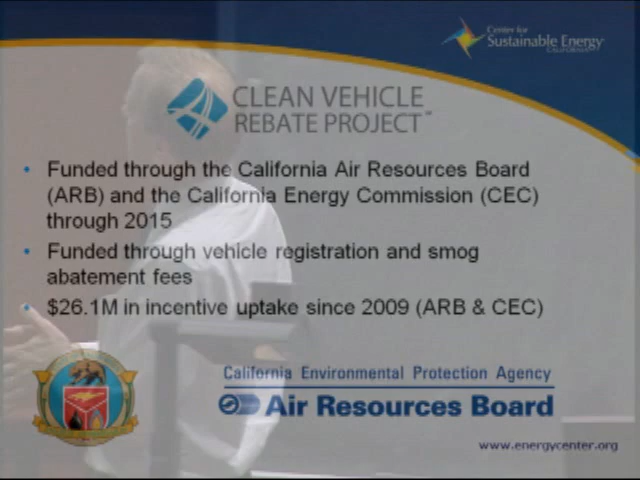 Center for
Sustainable Energy
CALIFORNIA
CLEAN VEHICLE
REBATE PROJECT™
• Funded through the California Air Resources Board
(ARB) and the California Energy Commission (CEC)
through 2015
• Funded through vehicle registration and smog
abatement fees
• $26.1M in incentive uptake since 2009 (ARB & CEC)
California Environmental Protection Agency
Air Resources Board
www.energycenter.org